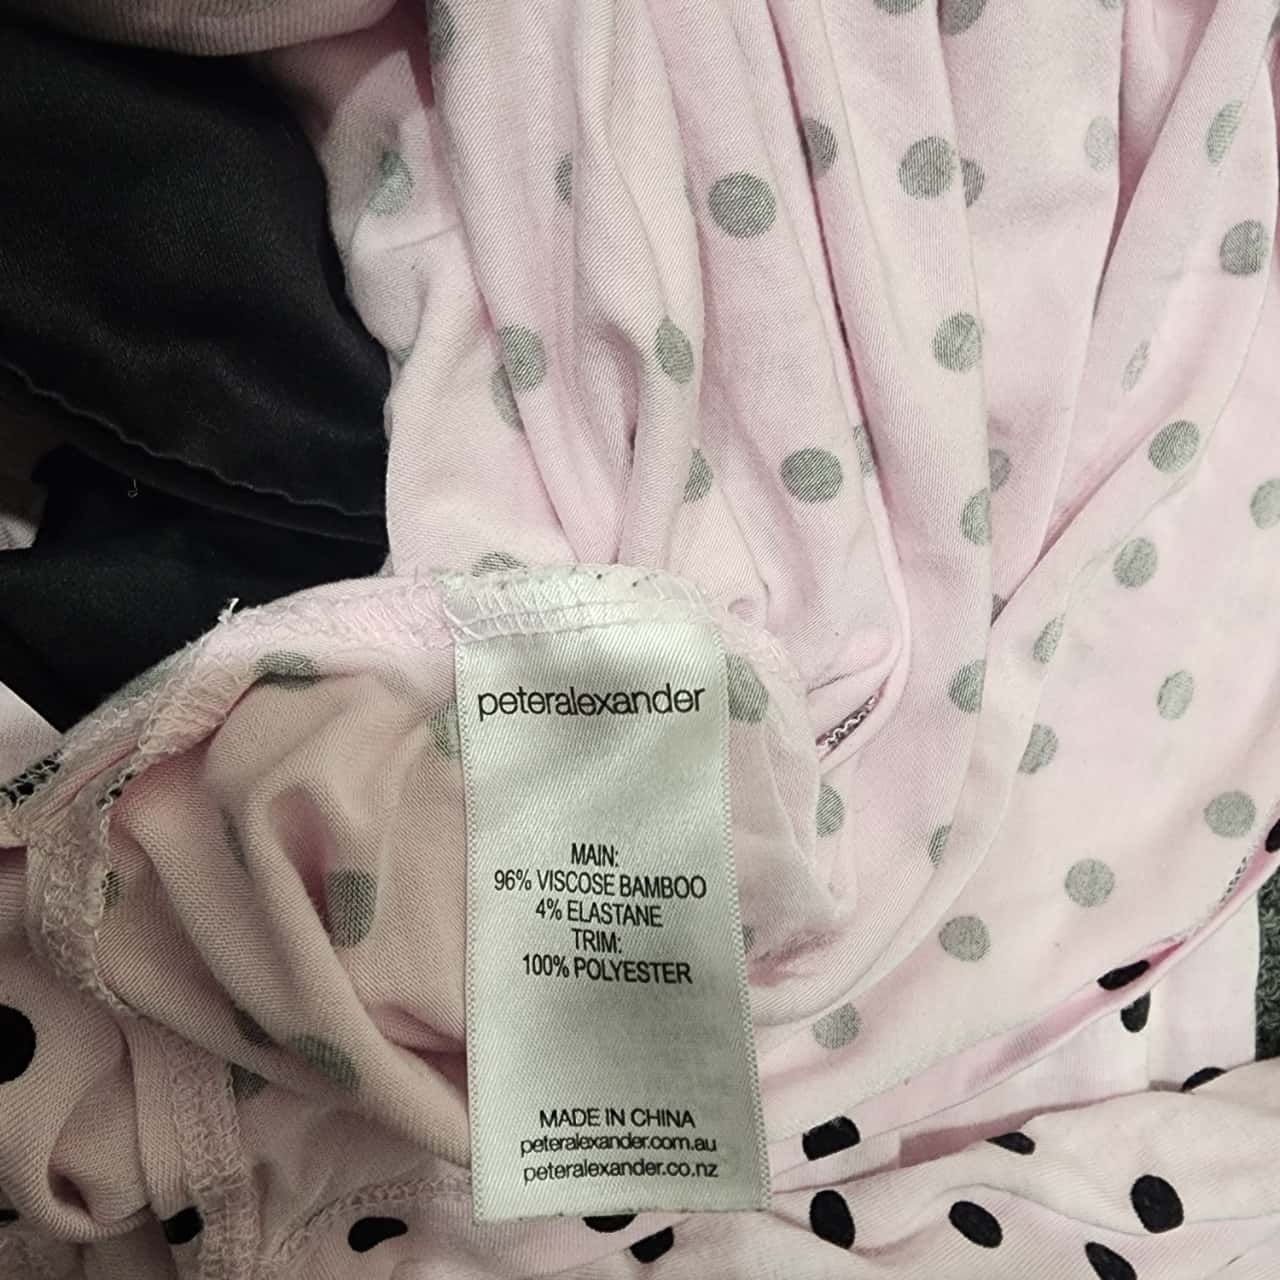 peteralexander
MAIN:
96% VISCOSE BAMBOO
4% ELASTANE
TRIM:
100% POLYESTER
MADE IN CHINA
peteralexander.com.au
peteralexander.co.nz